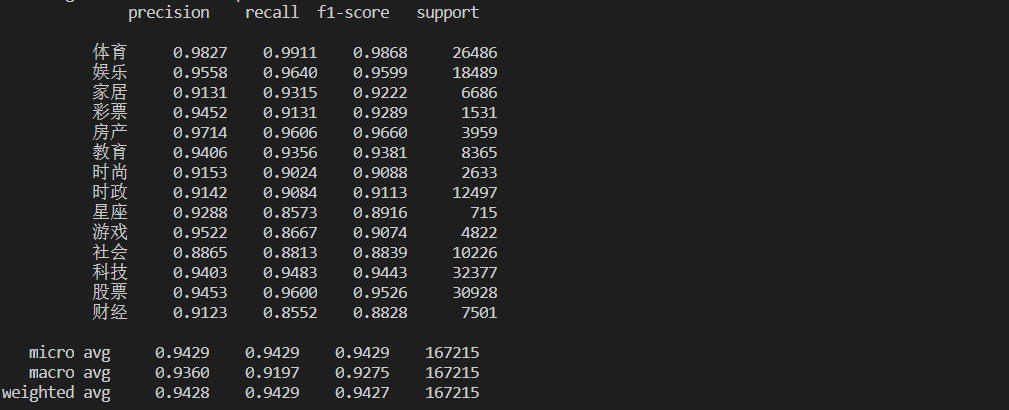 precision recall f1-score support
体育 0.9827 0.9911 0.9868 26486
娱乐 0.9558 0.9640 0.9599 18489
家居 0.9131 0.9315 0.9222 6686
彩票 0.9452 0.9131 0.9289 1531
房产 0.9714 0.9606 0.9660 3959
教育 0.9406 0.9356 0.9381 8365
时尚 0.9153 0.9024 0.9088 2633
时政 0.9142 0.9084 0.9113 12497
星座 0.9288 0.8573 0.8916 715
游戏 0.9522 0.8667 0.9074 4822
社会 0.8865 0.8813 0.8839 10226
科技 0.9403 0.9483 0.9443 32377
股票 0.9453 0.9600 0.9526 30928
财经 0.9123 0.8552 0.8828 7501
micro avg 0.9429 0.9429 0.9429 167215
macro avg 0.9360 0.9197 0.9275 167215
weighted avg 0.9428 0.9429 0.9427 167215